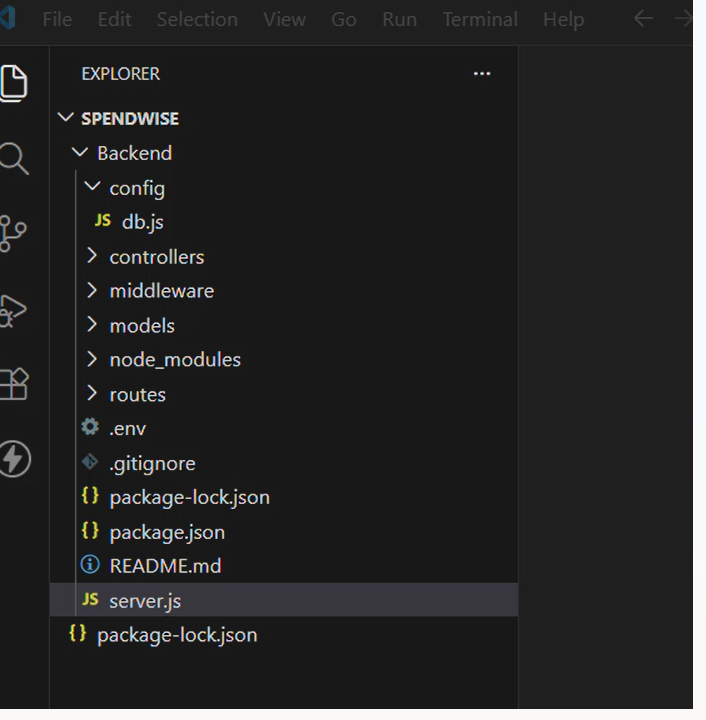 File Edit Selection View Go Run Terminal Help
EXPLORER
SPENDWISE
Backend
config
JS db.js
controllers
middleware
models
node_modules
routes
.env
.gitignore
{} package-lock.json
{} package.json
README.md
JS server.js
{} package-lock.json